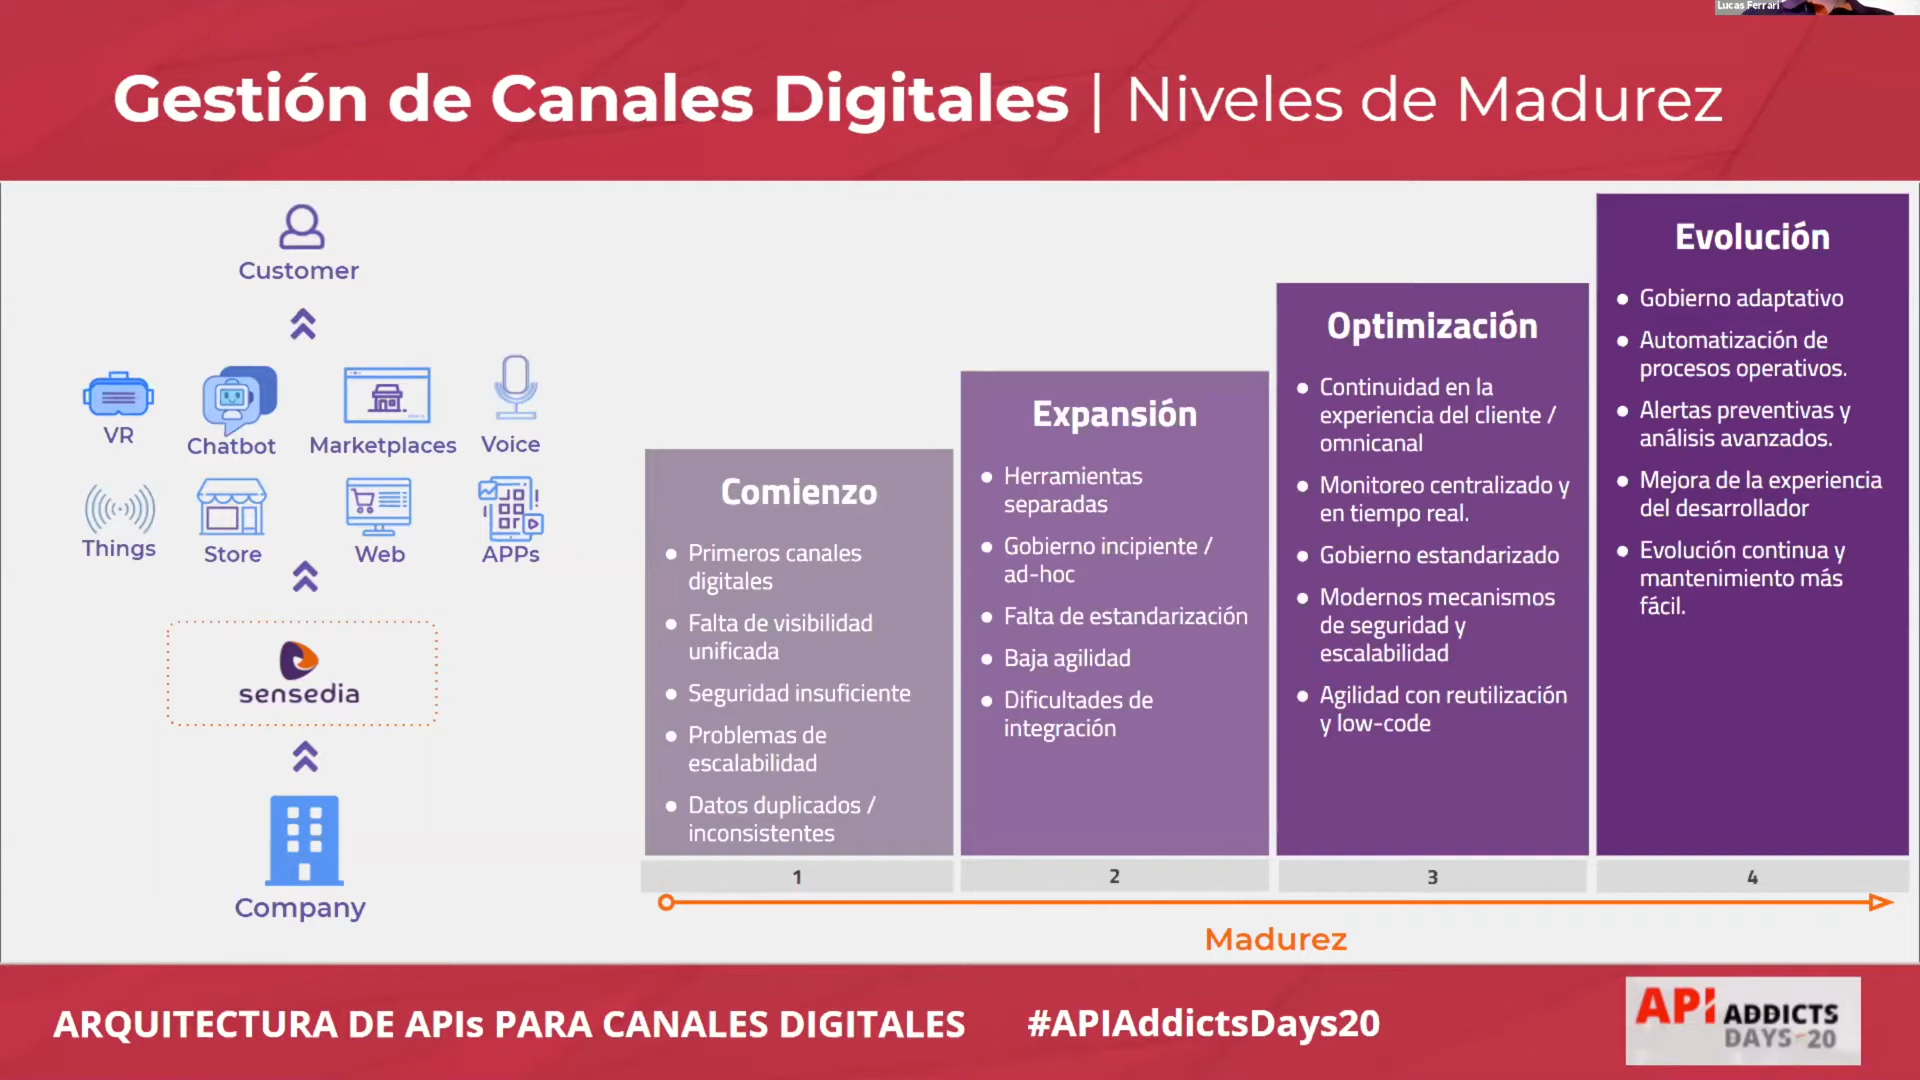 Lucas Ferrari
Gestión de Canales Digitales | Niveles de Madurez
Customer
VR
Chatbot
Marketplaces
Voice
Things
Store
Web
APPs
sensedia
Company
Comienzo
● Primeros canales
digitales
● Falta de visibilidad
unificada
● Seguridad insuficiente
● Problemas de
escalabilidad
● Datos duplicados /
inconsistentes
1
Expansión
● Herramientas
separadas
● Gobierno incipiente /
ad-hoc
● Falta de estandarización
● Baja agilidad
● Dificultades de
integración
2
Optimización
● Continuidad en la
experiencia del cliente /
omnicanal
● Monitoreo centralizado y
en tiempo real.
● Gobierno estandarizado
● Modernos mecanismos
de seguridad y
escalabilidad
● Agilidad con reutilización
y low-code
3
Evolución
● Gobierno adaptativo
● Automatización de
procesos operativos.
● Alertas preventivas y
análisis avanzados.
● Mejora de la experiencia
del desarrollador
● Evolución continua y
mantenimiento más
fácil.
4
Madurez
ARQUITECTURA DE APIs PARA CANALES DIGITALES
#APIAddictsDays20
API ADDICTS
DAYS-20